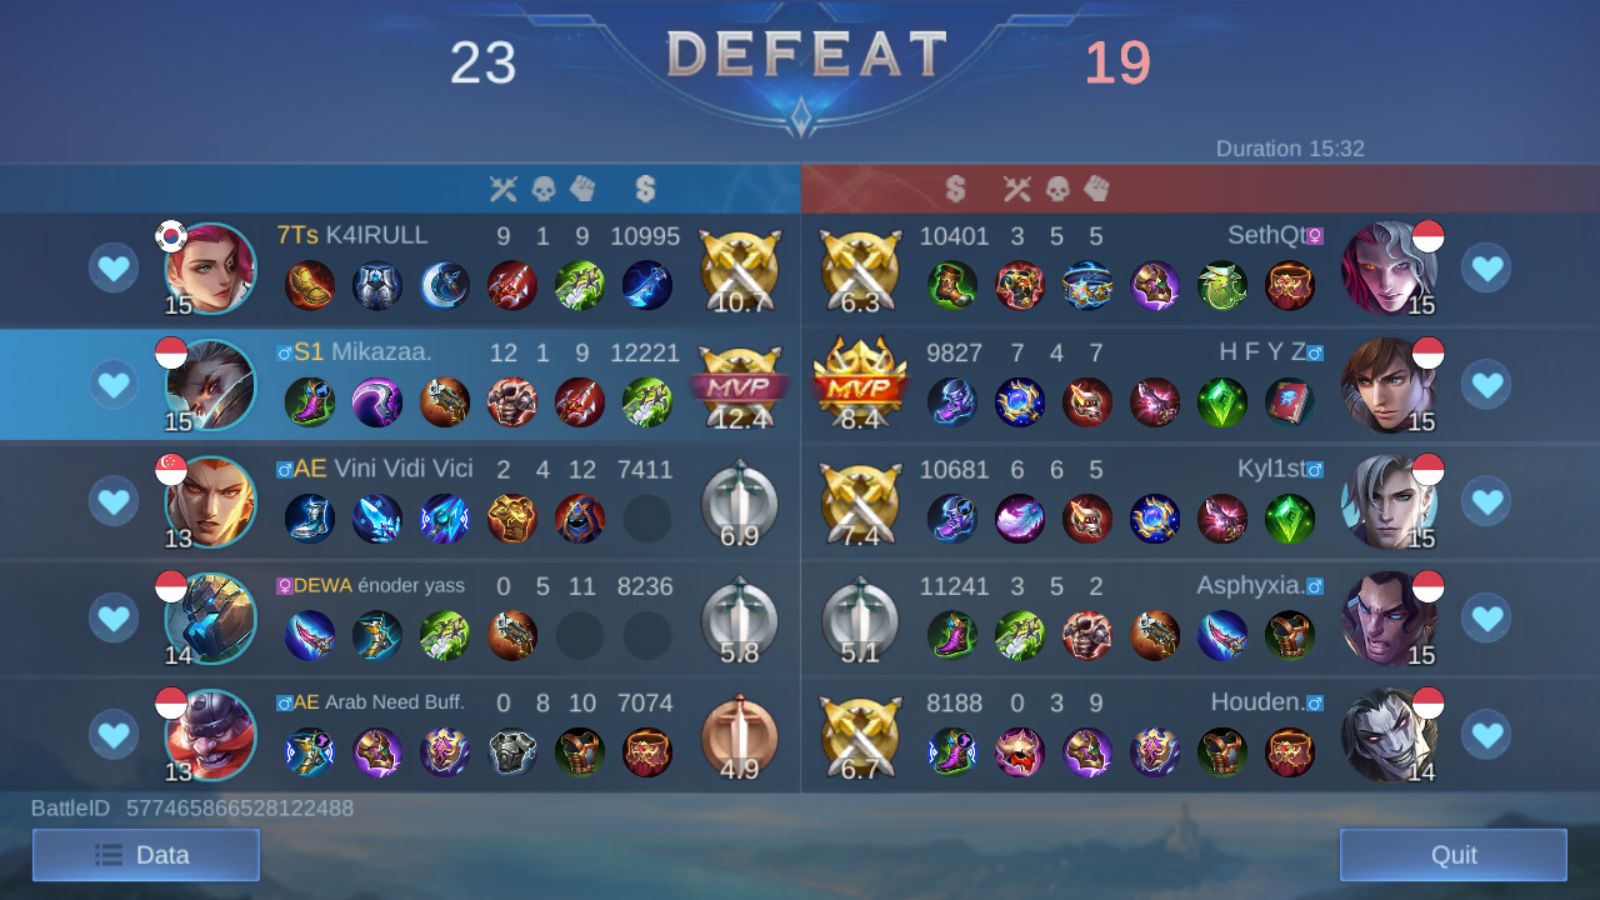 23 DEFEAT 19
Duration 15:32
7Ts K4IRULL 9 1 9 10995
15 10.7
10401 3 5 5 SethQt
6.3 15
S1 Mikazaa. 12 1 9 12221
15 MVP 12.4
9827 7 4 7 H F Y Z
MVP 8.4 15
AE Vini Vidi Vici 2 4 12 7411
13 6.9
10681 6 6 5 Kyl1st
7.4 15
DEWA énoder yass 0 5 11 8236
14 5.8
11241 3 5 2 Asphyxia.
5.1 15
AE Arab Need Buff. 0 8 10 7074
13 4.9
8188 0 3 9 Houden.
6.7 14
BattleID 577465866528122488
Data
Quit